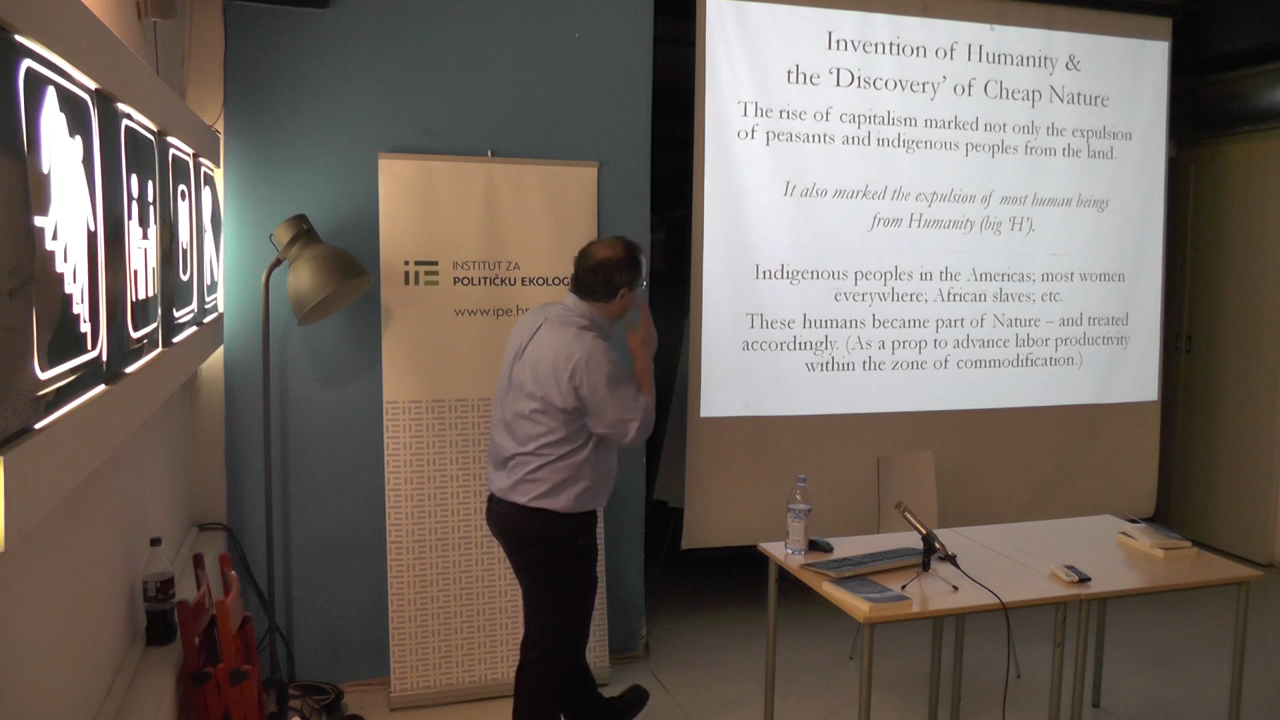 Invention of Humanity &
the ‘Discovery’ of Cheap Nature
The rise of capitalism marked not only the expulsion
of peasants and indigenous peoples from the land.
It also marked the expulsion of most human beings
from Humanity (big ‘H’).
Indigenous peoples in the Americas; most women
everywhere; African slaves; etc.
These humans became part of Nature – and treated
accordingly. (As a prop to advance labor productivity
within the zone of commodification.)
INSTITUT ZA
POLITIČKU EKOLOG
www.ipe.hr